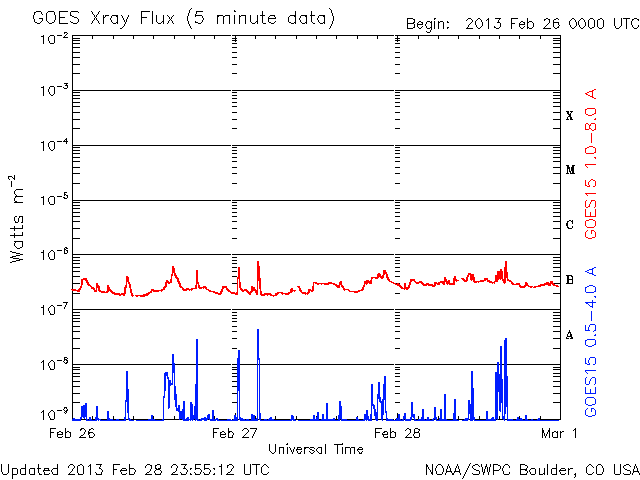 GOES Xray Flux (5 minute data)
Begin: 2013 Feb 26 0000 UTC
10-2
10-3
10-4
10-5
10-6
10-7
10-8
10-9
Watts m-2
X
M
C
B
A
GOES15 1.0-8.0 A
GOES15 0.5-4.0 A
Feb 26
Feb 27
Feb 28
Mar 1
Universal Time
Updated 2013 Feb 28 23:55:12 UTC
NOAA/SWPC Boulder, CO USA